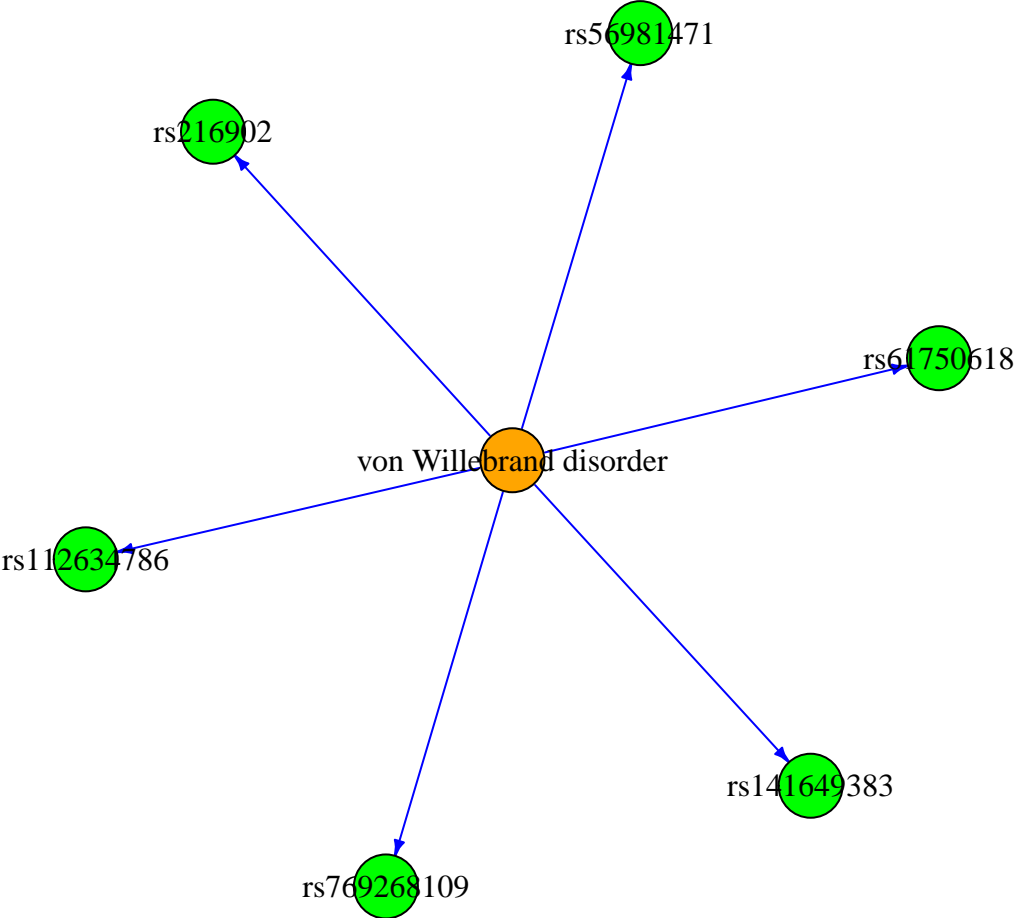 rs56981471
rs216902
rs61750618
von Willebrand disorder
rs112634786
rs141649383
rs769268109